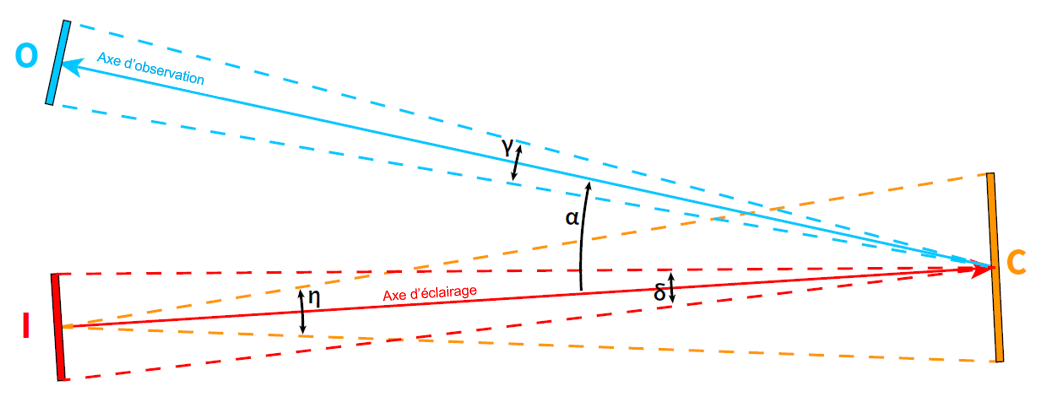 O
Axe d'observation
γ
α
C
Axe d'éclairage
δ
η
I